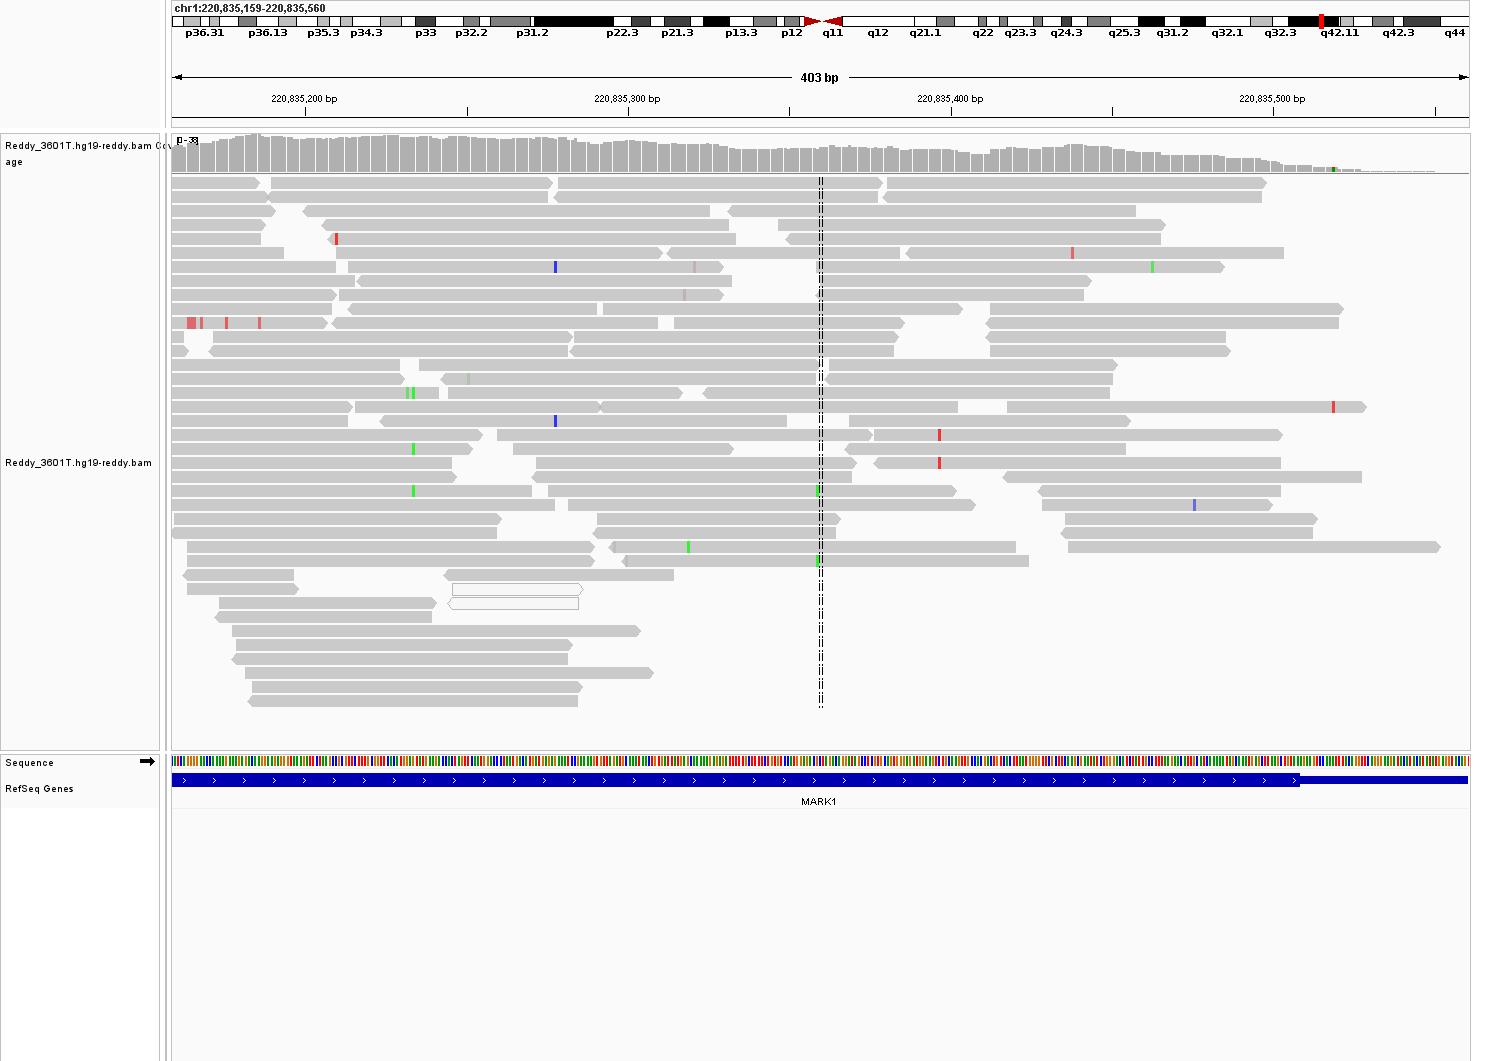 chr1:220,835,159-220,835,560
p36.31 p36.13 p35.3 p34.3 p33 p32.2 p31.2 p22.3 p21.3 p13.3 p12 q11 q12 q21.1 q22 q23.3 q24.3 q25.3 q31.2 q32.1 q32.3 q42.11 q42.3 q44
403 bp
220,835,200 bp 220,835,300 bp 220,835,400 bp 220,835,500 bp
Reddy_3601T.hg19-reddy.bam Cov
age
Reddy_3601T.hg19-reddy.bam
Sequence
RefSeq Genes
MARK1